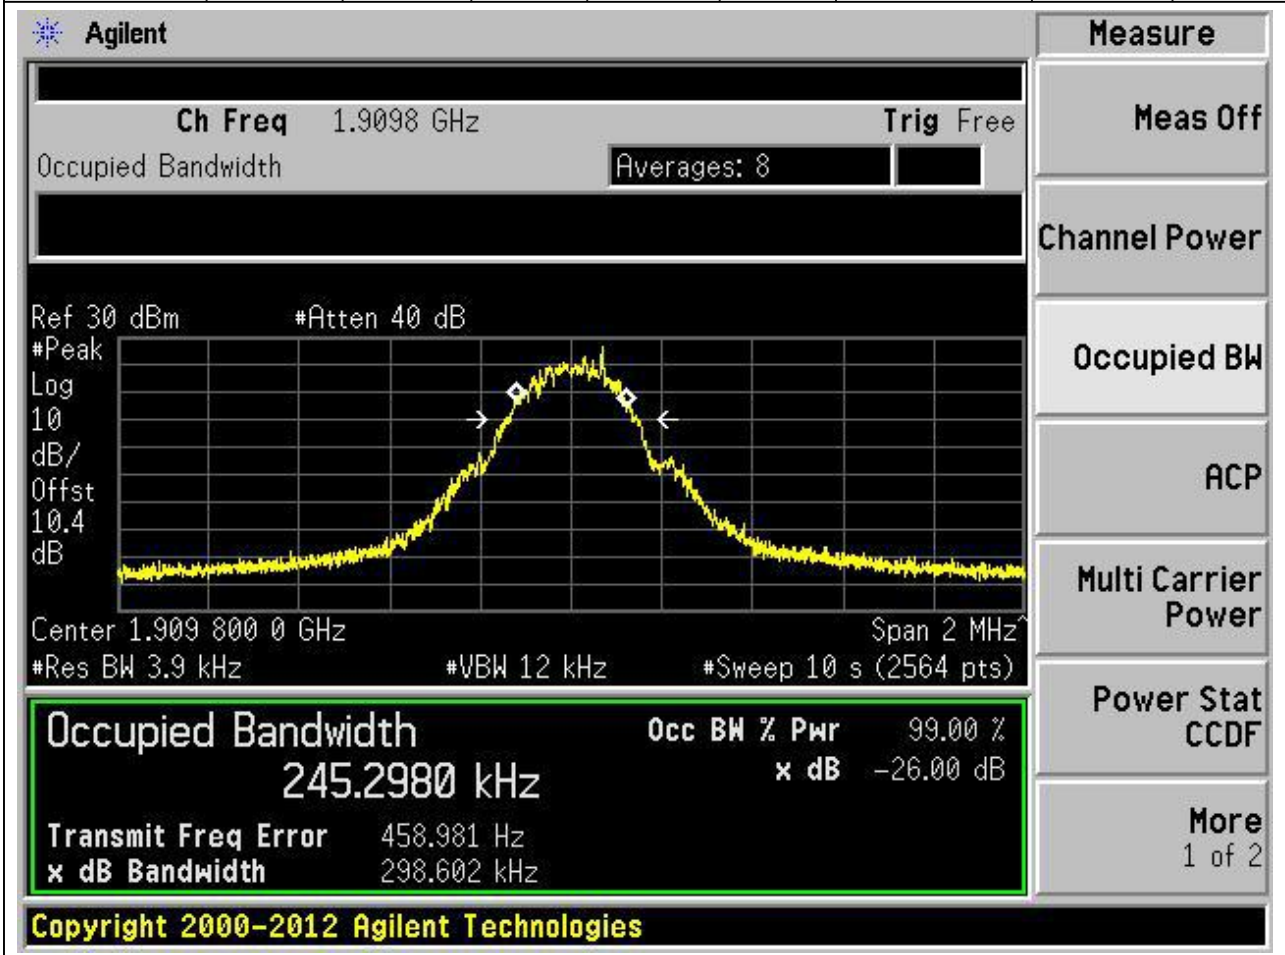 Agilent
Measure
Ch Freq 1.9098 GHz Trig Free
Meas Off
Occupied Bandwidth Averages: 8
Channel Power
Ref 30 dBm #Atten 40 dB
#Peak
Log
10
dB/
Offst
10.4
dB
Occupied BW
ACP
Center 1.909 800 0 GHz Span 2 MHz^
#Res BW 3.9 kHz #VBW 12 kHz #Sweep 10 s (2564 pts)
Multi Carrier
Power
Occupied Bandwidth
245.2980 kHz
Occ BW % Pwr 99.00 %
x dB -26.00 dB
Transmit Freq Error 458.981 Hz
x dB Bandwidth 298.602 kHz
Power Stat
CCDF
More
1 of 2
Copyright 2000-2012 Agilent Technologies